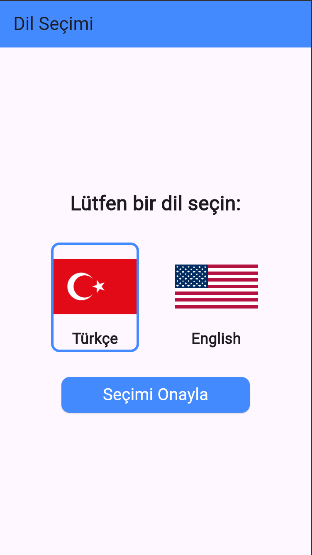 Dil Seçimi
Lütfen bir dil seçin:
Türkçe
English
Seçimi Onayla